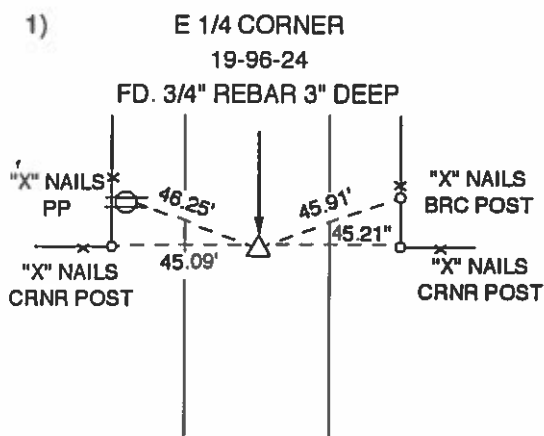 1)
E 1/4 CORNER
19-96-24
FD. 3/4" REBAR 3" DEEP
"X" NAILS
PP
46.25'
45.91'
"X" NAILS
BRC POST
45.09'
45.21"
"X" NAILS
CRNR POST
"X" NAILS
CRNR POST